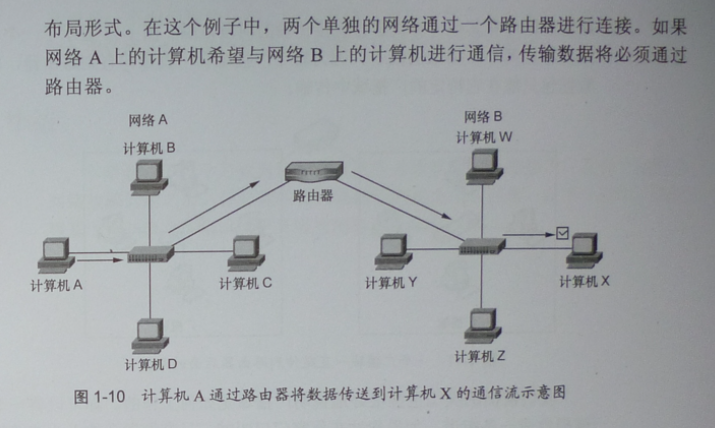 布局形式。在这个例子中，两个单独的网络通过一个路由器进行连接。如果
网络 A 上的计算机希望与网络 B 上的计算机进行通信，传输数据将必须通过
路由器。
网络 A
网络 B
计算机 B
计算机 W
路由器
计算机 A
计算机 C
计算机 Y
计算机 X
计算机 D
计算机 Z
图 1-10 计算机 A 通过路由器将数据传送到计算机 X 的通信流示意图